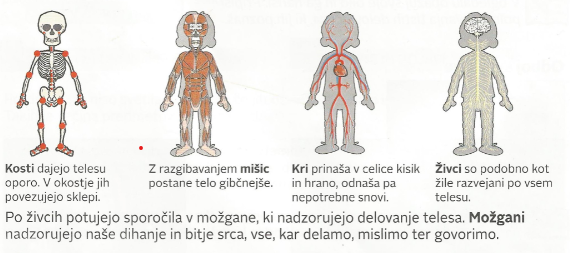 Kosti dajejo telesu
oporo. V okostje jih
povezujejo sklepi.
Z razgibavanjem mišic
postane telo gibčnejše.
Kri prinaša v celice kisik
in hrano, odnaša pa
nepotrebne snovi.
Živci so podobno kot
žile razvejani po vsem
telesu.
Po živcih potujejo sporočila v možgane, ki nadzorujejo delovanje telesa. Možgani
nadzorujejo naše dihanje in bitje srca, vse, kar delamo, mislimo ter govorimo.